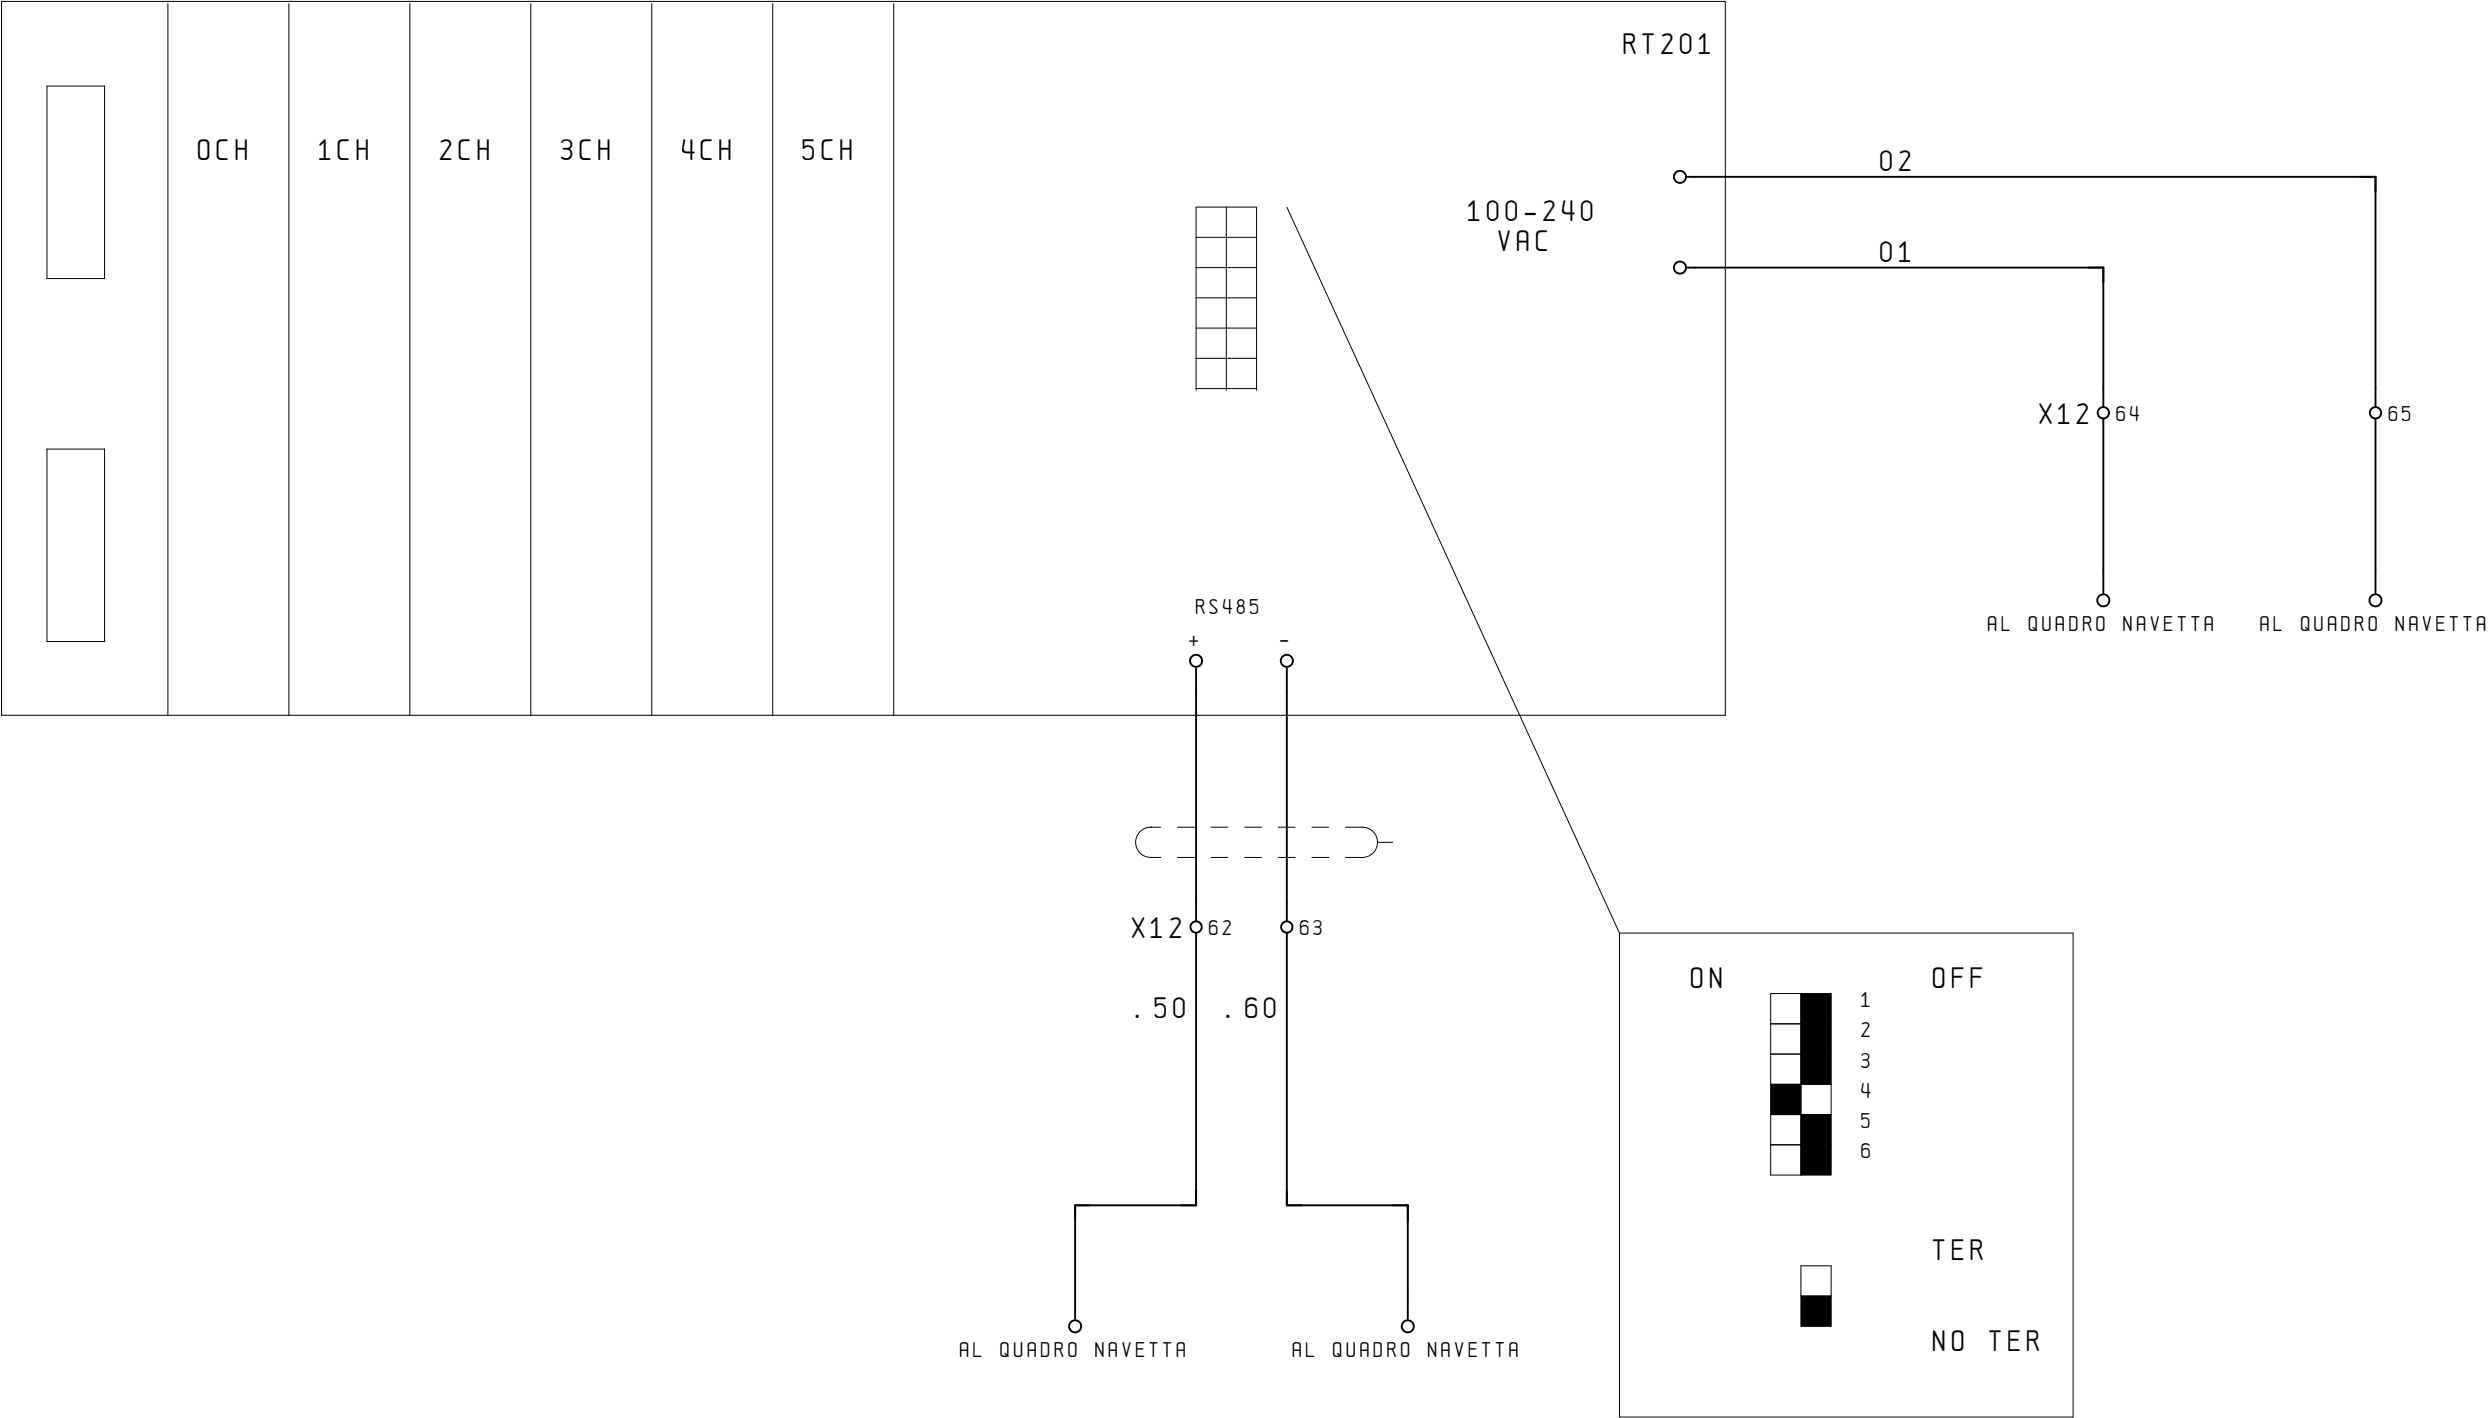 RT201
0CH 1CH 2CH 3CH 4CH 5CH
02
100-240
VAC
01
X12 64 65
AL QUADRO NAVETTA AL QUADRO NAVETTA
RS485
+ -
X12 62 63
.50 .60
AL QUADRO NAVETTA AL QUADRO NAVETTA
ON OFF
1
2
3
4
5
6
TER
NO TER